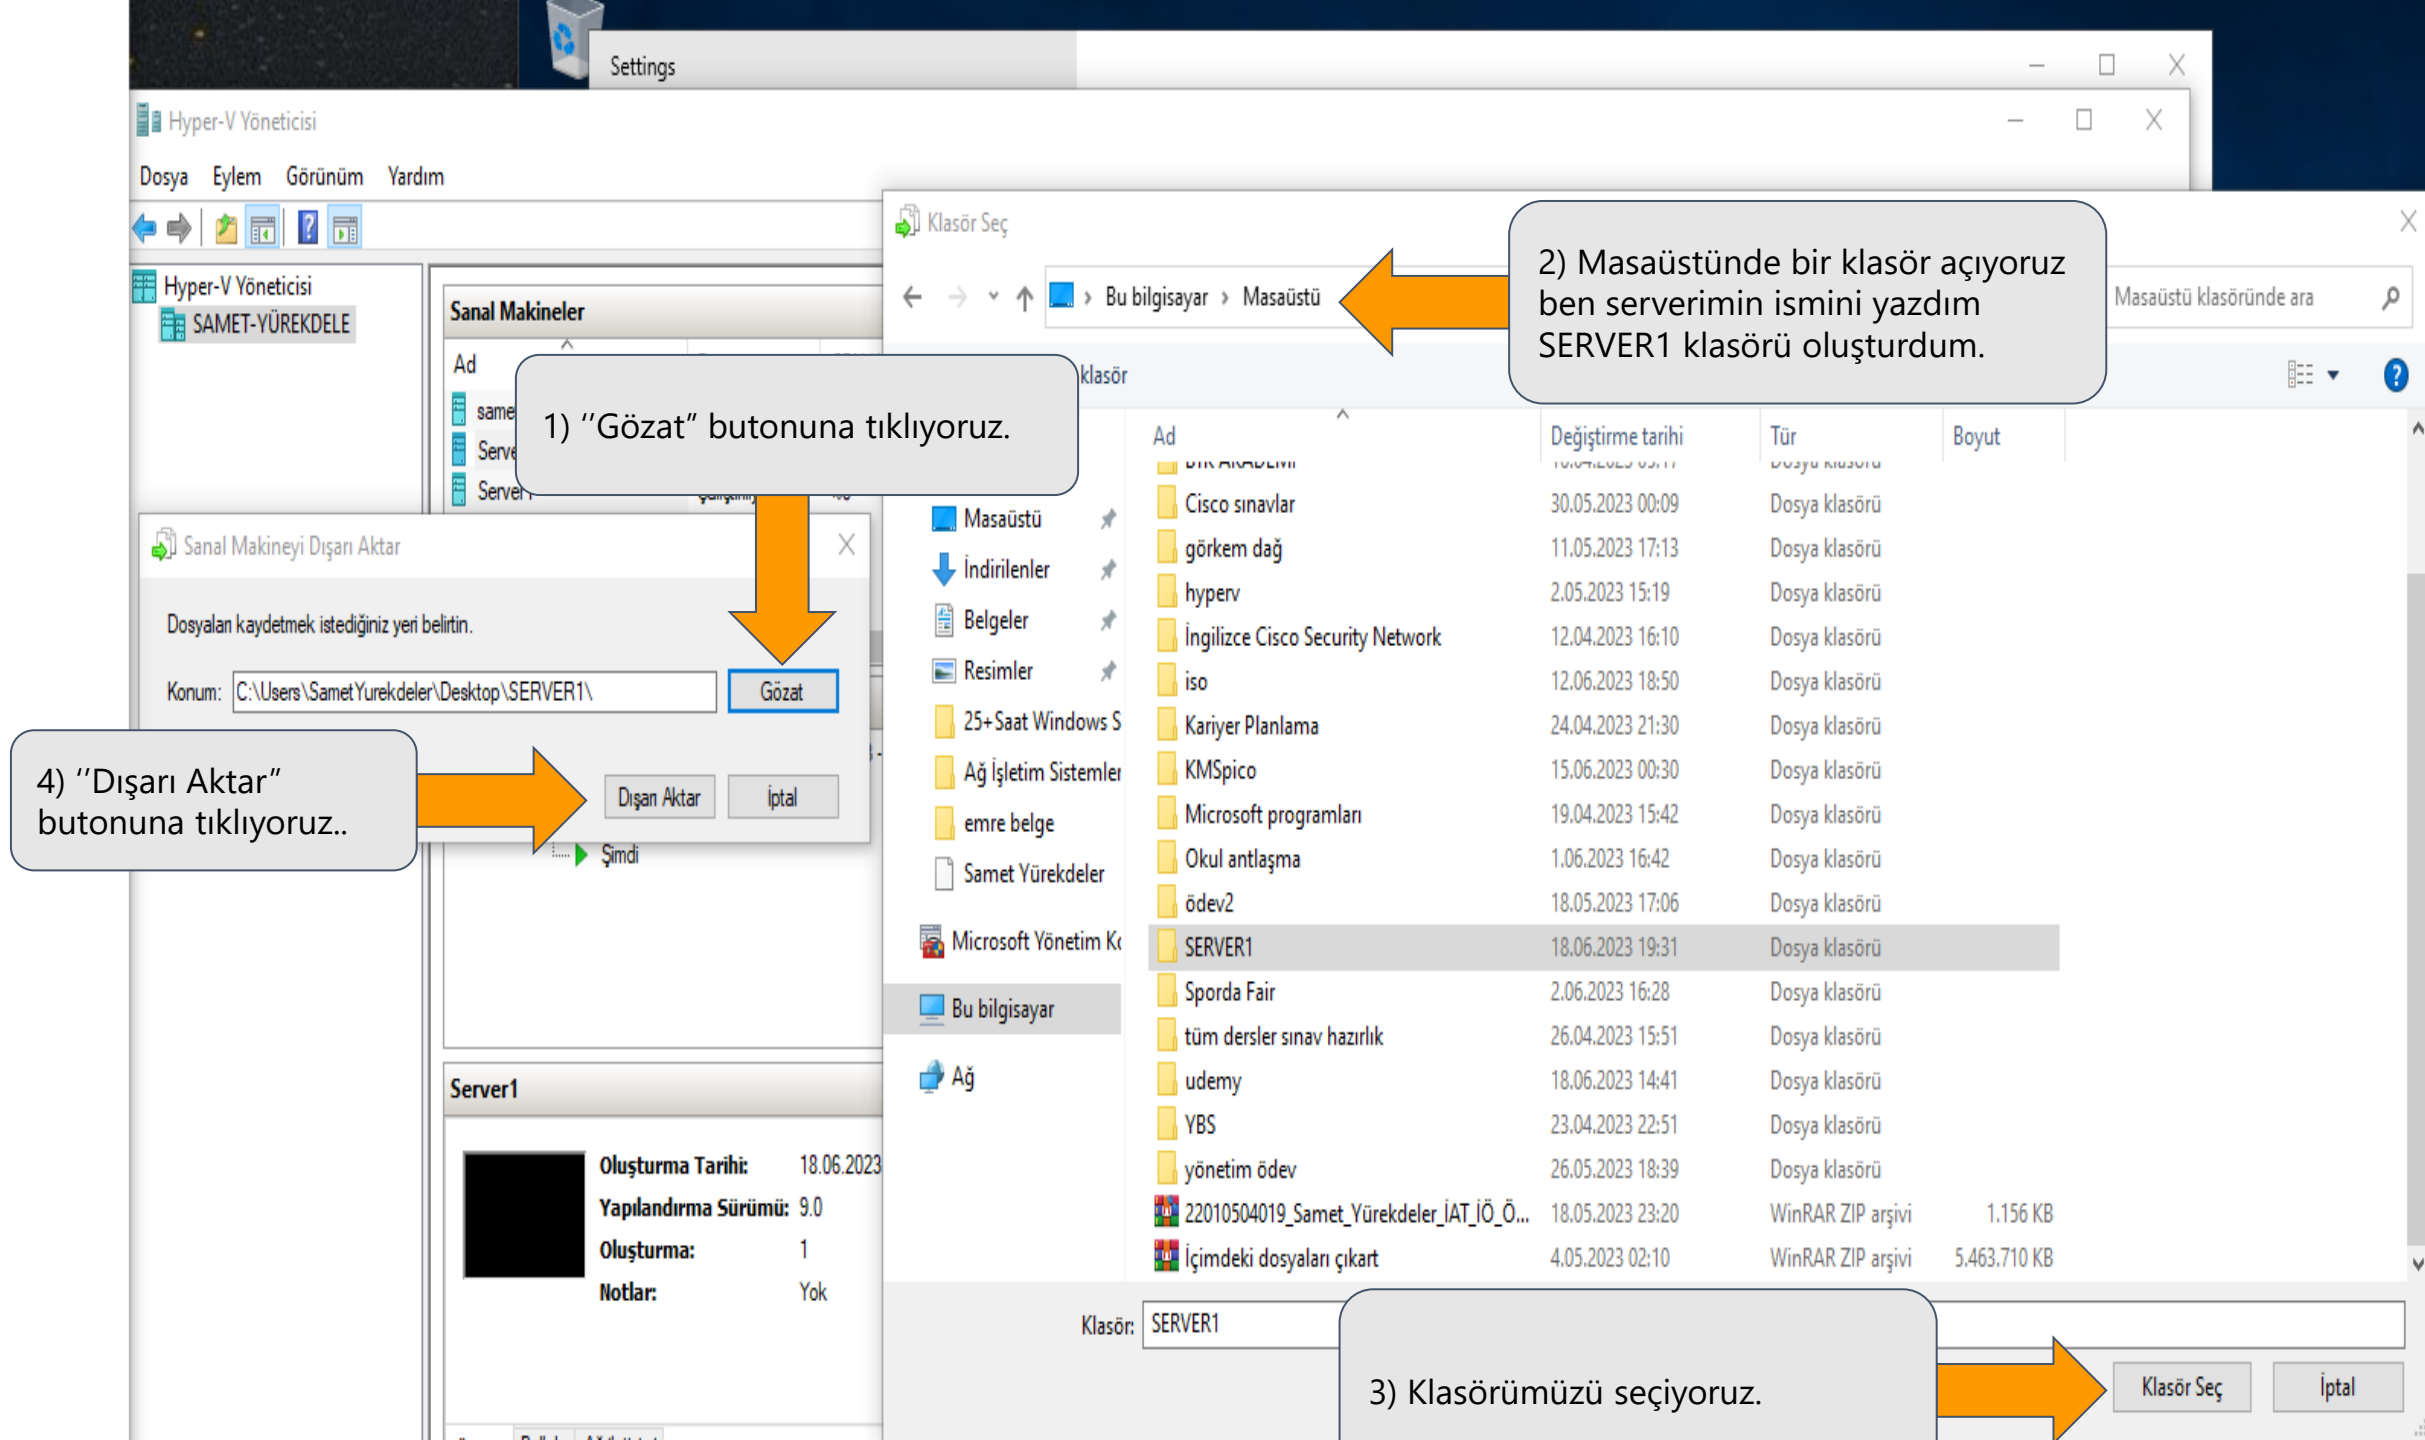 Settings
Hyper-V Yöneticisi
Dosya Eylem Görünüm Yardım
Hyper-V Yöneticisi
SAMET-YÜREKDELE
Sanal Makineler
Ad
same
Serve
Server1
1) ‘‘Gözat” butonuna tıklıyoruz.
Sanal Makineyi Dışarı Aktar
Dosyaları kaydetmek istediğiniz yeri belirtin.
Konum: C:\Users\SametYurekdeler\Desktop\SERVER1\ Gözat
Dışarı Aktar İptal
4) ‘‘Dışarı Aktar”
butonuna tıklıyoruz..
Şimdi
Server1
Oluşturma Tarihi: 18.06.2023
Yapılandırma Sürümü: 9.0
Oluşturma: 1
Notlar: Yok
Klasör Seç
Bu bilgisayar › Masaüstü
2) Masaüstünde bir klasör açıyoruz
ben serverimin ismini yazdım
SERVER1 klasörü oluşturdum.
Masaüstü klasöründe ara
klasör
Masaüstü
İndirilenler
Belgeler
Resimler
25+Saat Windows S
Ağ İşletim Sistemler
emre belge
Samet Yürekdeler
Microsoft Yönetim Ko
Bu bilgisayar
Ağ
Ad Değiştirme tarihi Tür Boyut
Cisco sınavlar 30.05.2023 00:09 Dosya klasörü
görkem dağ 11.05.2023 17:13 Dosya klasörü
hyperv 2.05.2023 15:19 Dosya klasörü
İngilizce Cisco Security Network 12.04.2023 16:10 Dosya klasörü
iso 12.06.2023 18:50 Dosya klasörü
Kariyer Planlama 24.04.2023 21:30 Dosya klasörü
KMSpico 15.06.2023 00:30 Dosya klasörü
Microsoft programları 19.04.2023 15:42 Dosya klasörü
Okul antlaşma 1.06.2023 16:42 Dosya klasörü
ödev2 18.05.2023 17:06 Dosya klasörü
SERVER1 18.06.2023 19:31 Dosya klasörü
Sporda Fair 2.06.2023 16:28 Dosya klasörü
tüm dersler sınav hazırlık 26.04.2023 15:51 Dosya klasörü
udemy 18.06.2023 14:41 Dosya klasörü
YBS 23.04.2023 22:51 Dosya klasörü
yönetim ödev 26.05.2023 18:39 Dosya klasörü
22010504019_Samet_Yürekdeler_İAT_İÖ_Ö... 18.05.2023 23:20 WinRAR ZIP arşivi 1.156 KB
İçimdeki dosyaları çıkart 4.05.2023 02:10 WinRAR ZIP arşivi 5.463.710 KB
Klasör: SERVER1
3) Klasörümüzü seçiyoruz.
Klasör Seç İptal